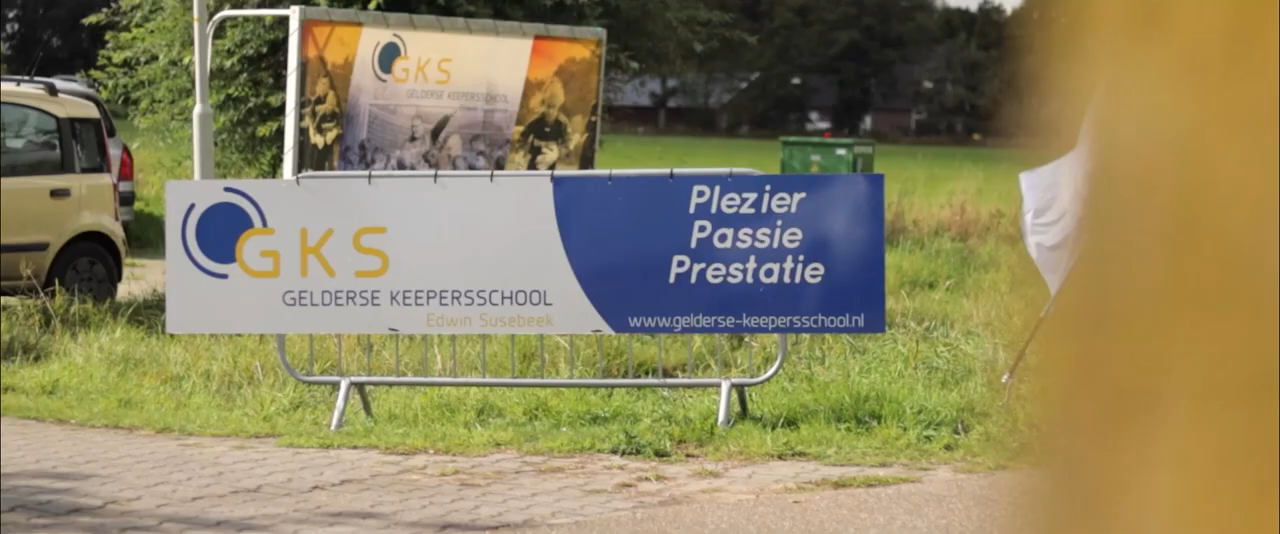 GKS
GELDERSE KEEPERSSCHOOL
GKS
GELDERSE KEEPERSSCHOOL
Edwin Susebeek
Plezier
Passie
Prestatie
www.gelderse-keepersschool.nl